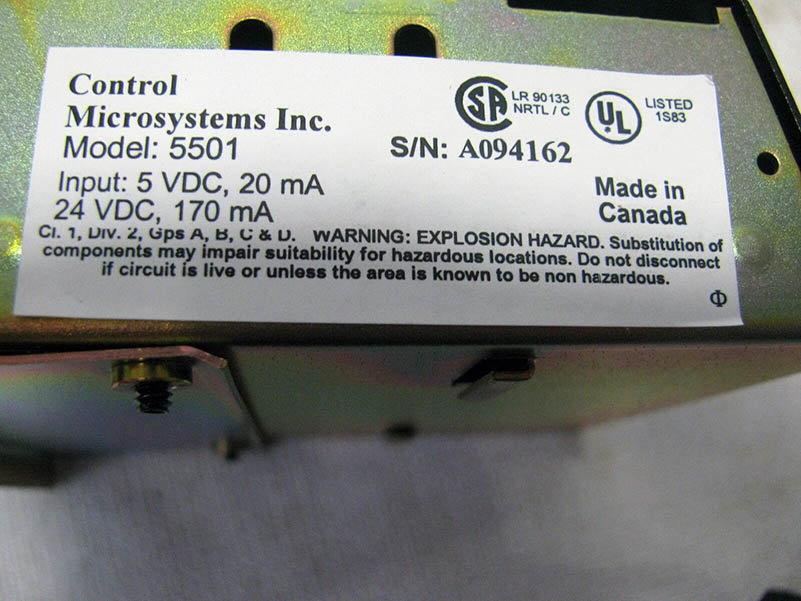 Control
Microsystems Inc.
Model: 5501
Input: 5 VDC, 20 mA
24 VDC, 170 mA
SA
LR 90133
NRTL / C
UL
LISTED
1S83
S/N: A094162
Made in
Canada
Cl. 1, Div. 2, Gps A, B, C & D. WARNING: EXPLOSION HAZARD. Substitution of
components may impair suitability for hazardous locations. Do not disconnect
if circuit is live or unless the area is known to be non hazardous.
Φ